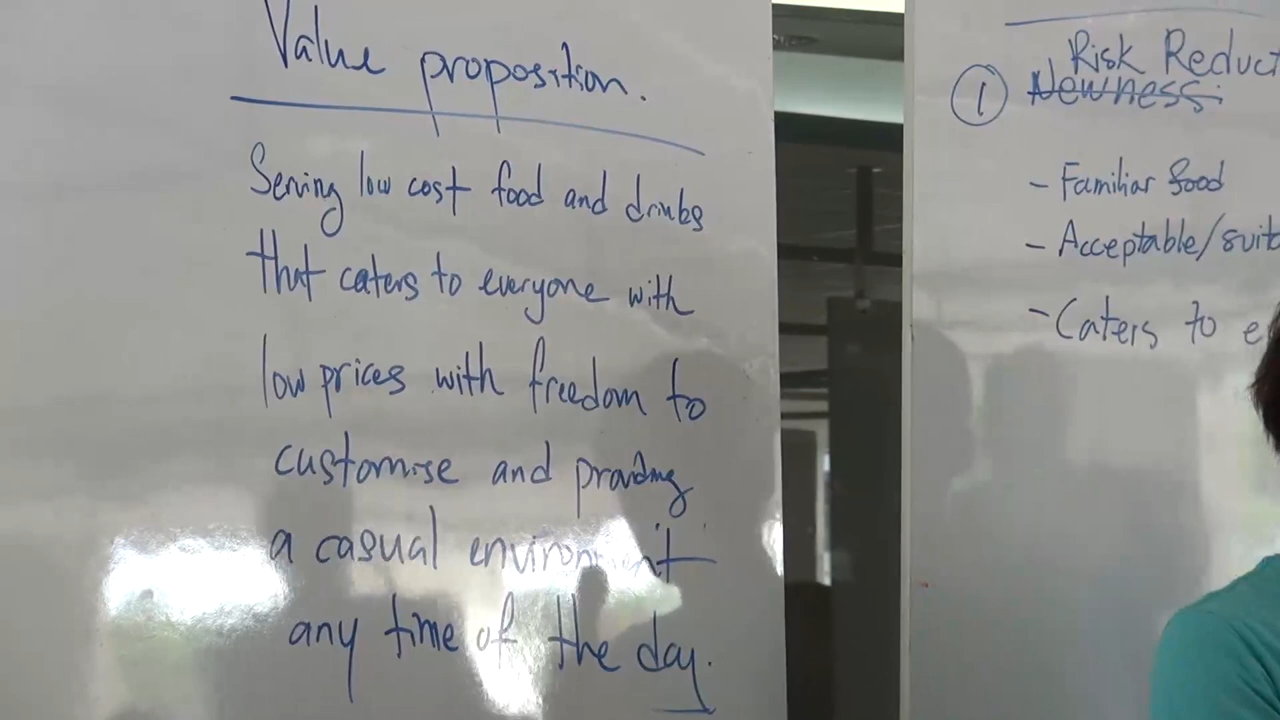 Value proposition.
Serving low cost food and drinks
that caters to everyone with
low prices with freedom to
customise and providing
a casual environment
any time of the day.
Risk Reduct
① Newness:
- Familiar food
- Acceptable/suit
- Caters to e